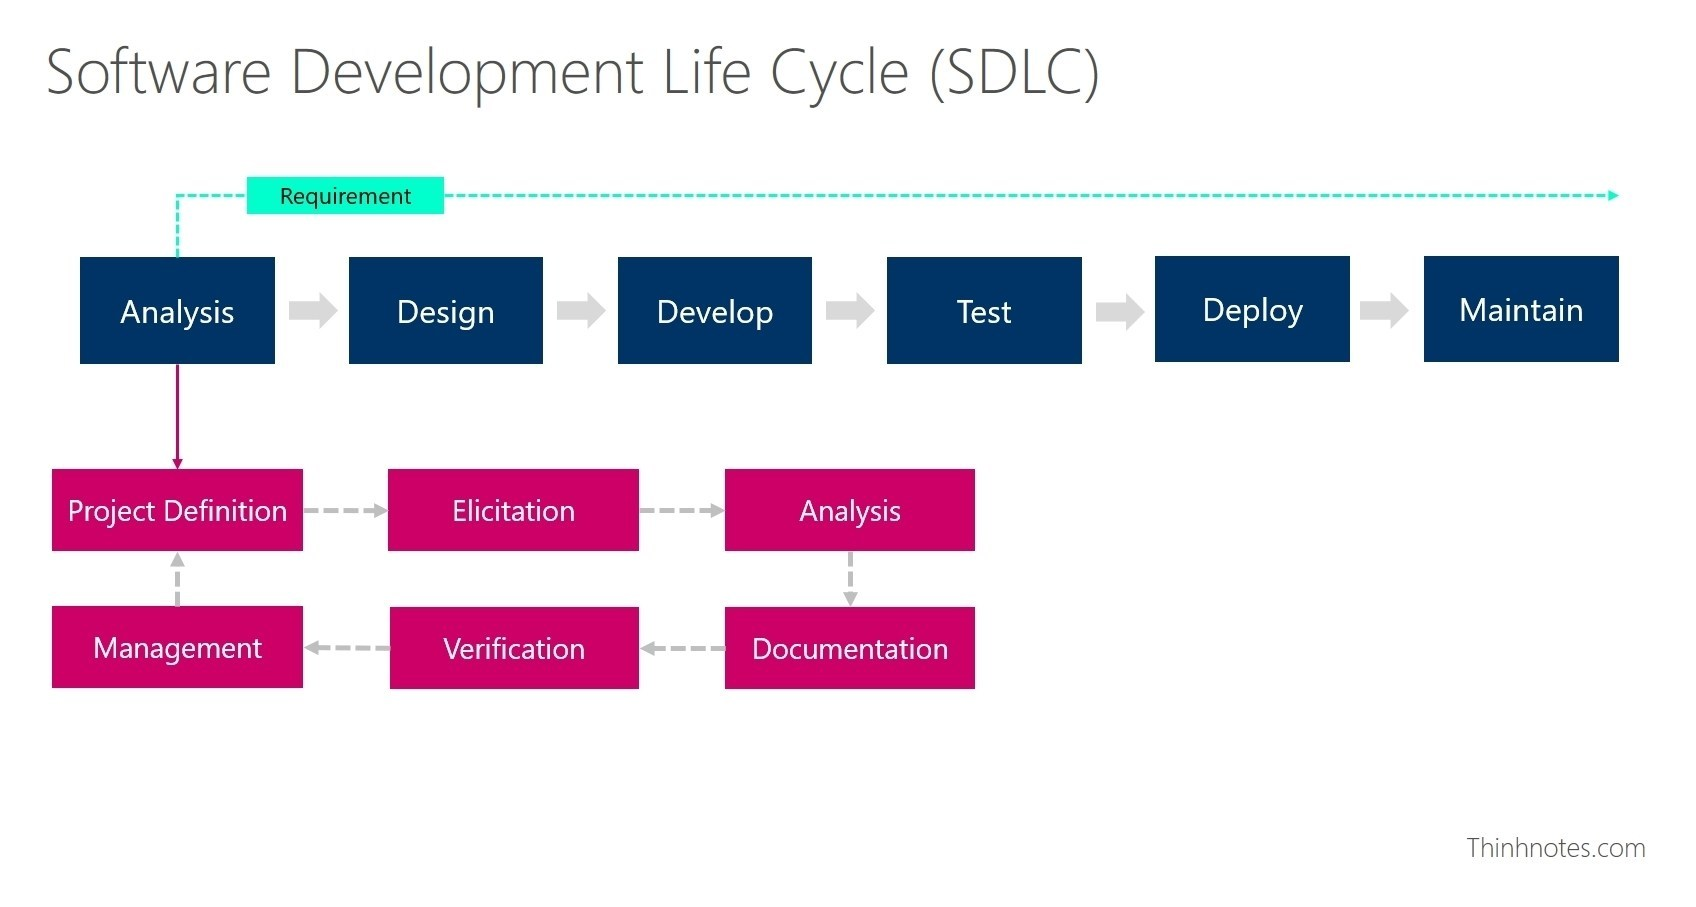 Software Development Life Cycle (SDLC)
Requirement
Analysis
Design
Develop
Test
Deploy
Maintain
Project Definition
Elicitation
Analysis
Management
Verification
Documentation
Thinhnotes.com